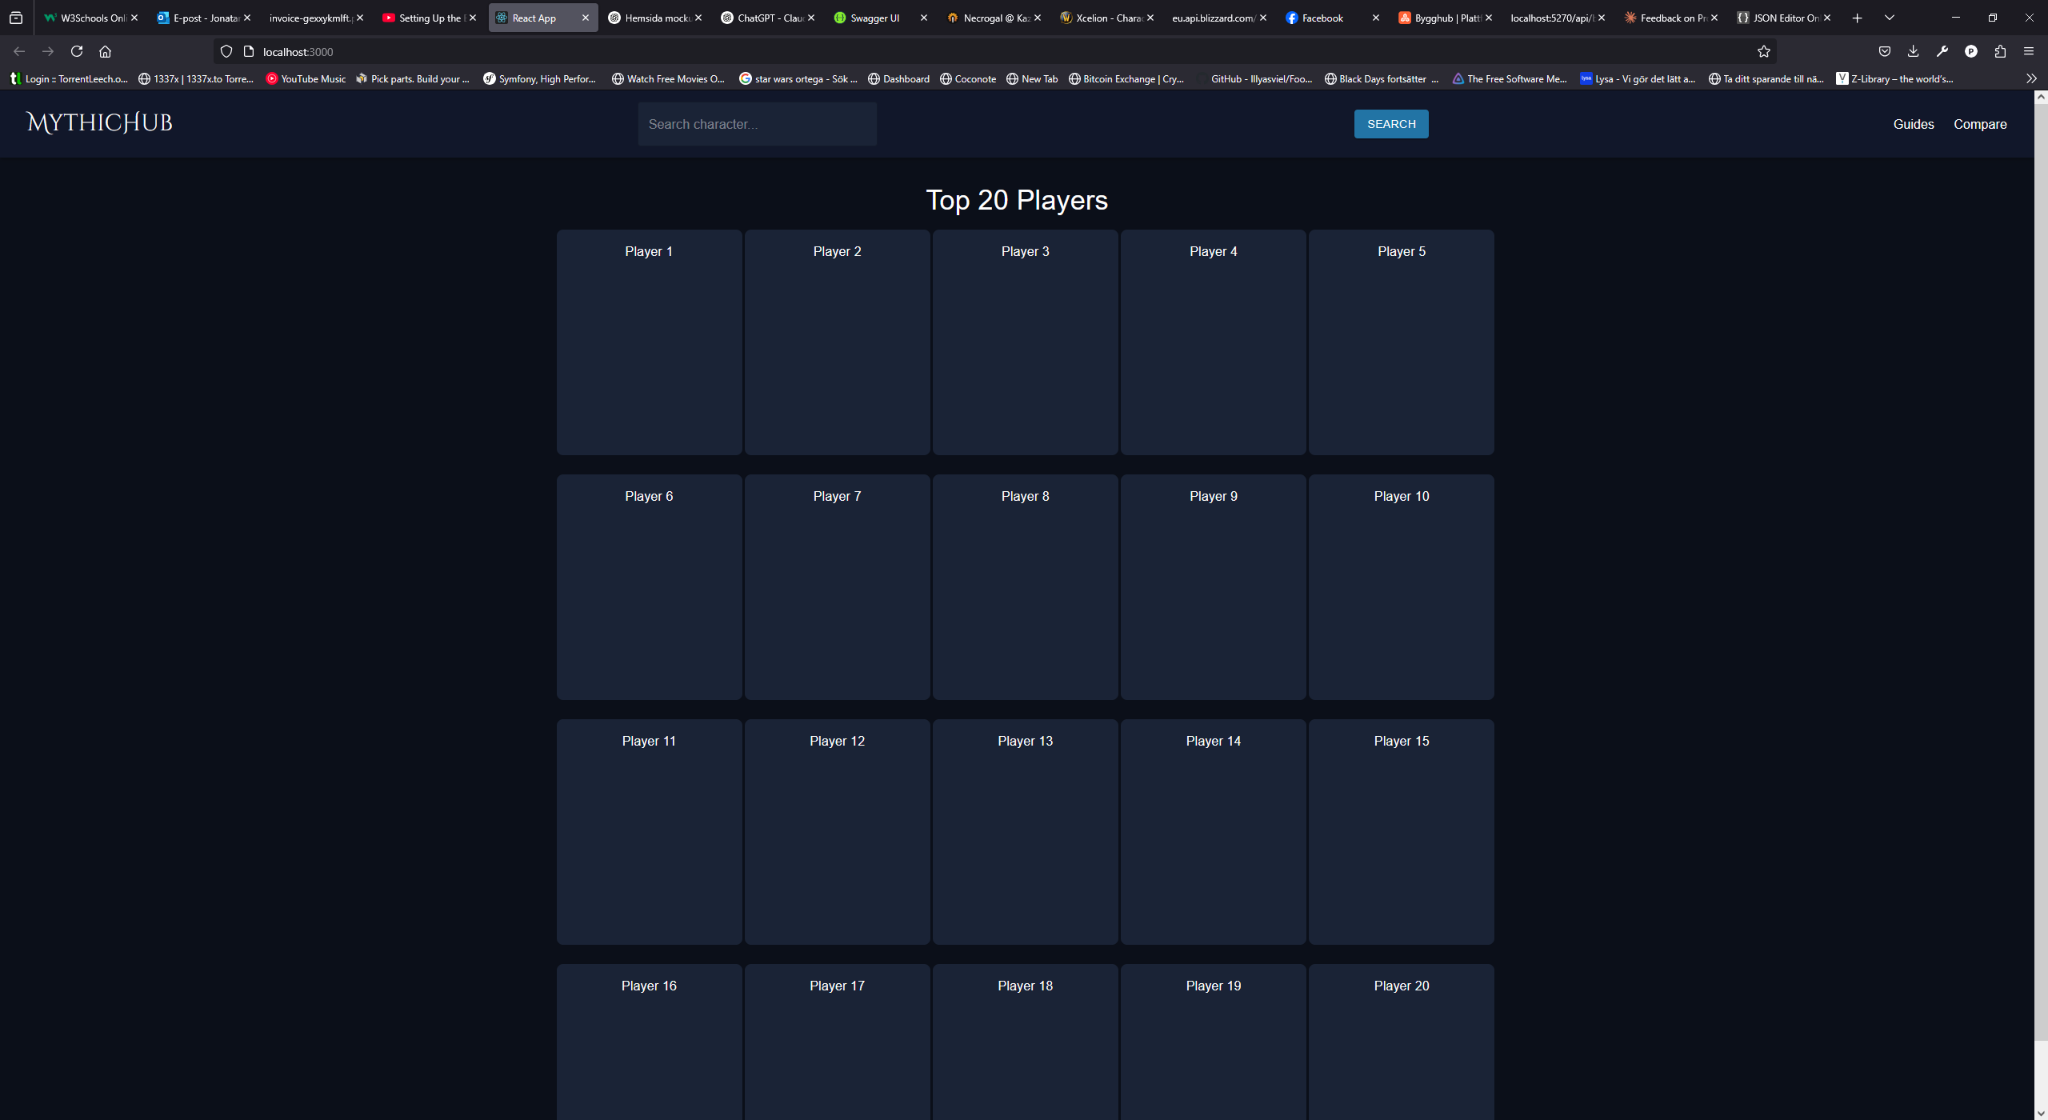 W3Schools Onl
E-post - Jonatar
invoice-gexxykmlft.p
Setting Up the I
React App
Hemsida mocku
ChatGPT - Clau
Swagger UI
Necrogal @ Kaz
Xcelion - Charac
eu.api.blizzard.com/
Facebook
Bygghub | Platt
localhost:5270/api/
Feedback on Pr
JSON Editor On
localhost:3000
Login :: TorrentLeech.o...
1337x | 1337x.to Torre...
YouTube Music
Pick parts. Build your ...
Symfony, High Perfor...
Watch Free Movies O...
star wars ortega - Sök ...
Dashboard
Coconote
New Tab
Bitcoin Exchange | Cry...
GitHub - Illyasviel/Foo...
Black Days fortsätter ...
The Free Software Me...
Lysa - Vi gör det lätt a...
Ta ditt sparande till nä...
Z-Library – the world's...
MythicHub
Search character...
SEARCH
Guides
Compare
Top 20 Players
Player 1
Player 2
Player 3
Player 4
Player 5
Player 6
Player 7
Player 8
Player 9
Player 10
Player 11
Player 12
Player 13
Player 14
Player 15
Player 16
Player 17
Player 18
Player 19
Player 20